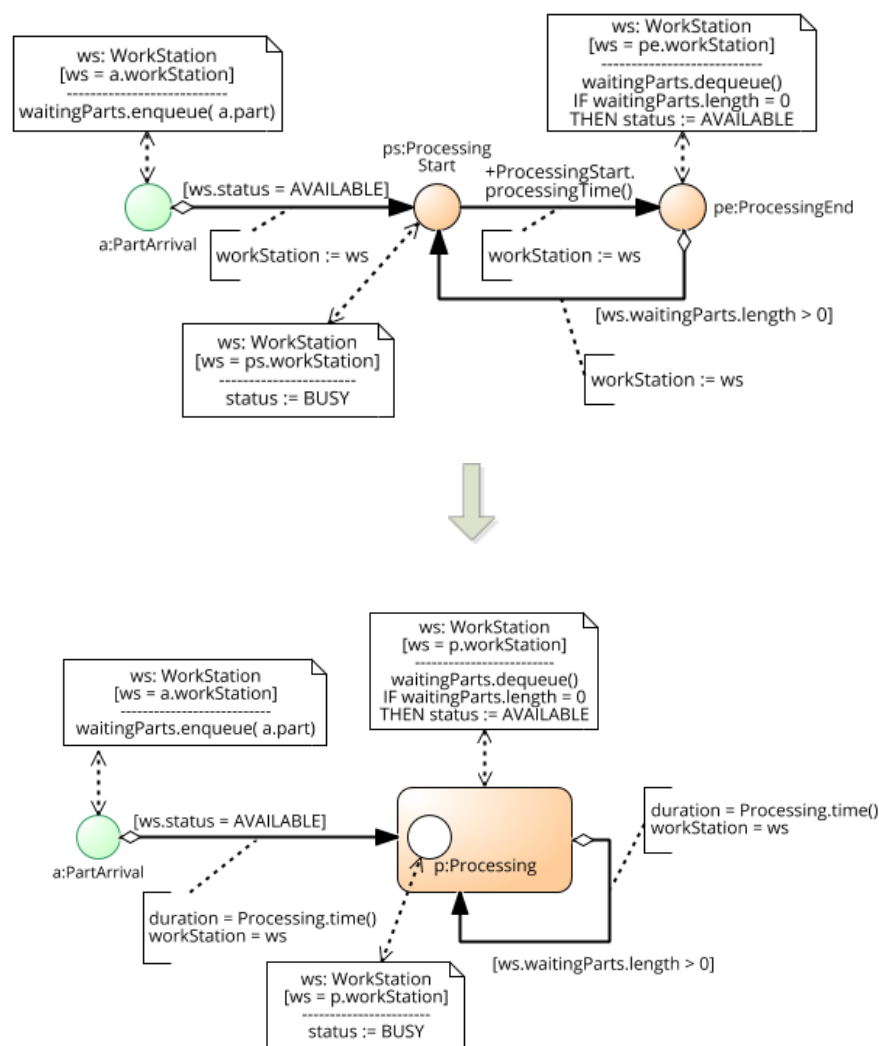 ws: WorkStation
[ws = a.workStation]
-----------------------------
waitingParts.enqueue( a.part)
ws: WorkStation
[ws = pe.workStation]
-----------------------------
waitingParts.dequeue()
IF waitingParts.length = 0
THEN status := AVAILABLE
ps:Processing
Start
[ws.status = AVAILABLE]
+ProcessingStart.
processingTime()
a:PartArrival
pe:ProcessingEnd
workStation := ws
workStation := ws
[ws.waitingParts.length > 0]
ws: WorkStation
[ws = ps.workStation]
------------------------
status := BUSY
workStation := ws
ws: WorkStation
[ws = p.workStation]
-------------------------
waitingParts.dequeue()
IF waitingParts.length = 0
THEN status := AVAILABLE
ws: WorkStation
[ws = a.workStation]
---------------------------
waitingParts.enqueue( a.part)
[ws.status = AVAILABLE]
duration = Processing.time()
workStation = ws
p:Processing
a:PartArrival
duration = Processing.time()
workStation = ws
[ws.waitingParts.length > 0]
ws: WorkStation
[ws = p.workStation]
-----------------------
status := BUSY